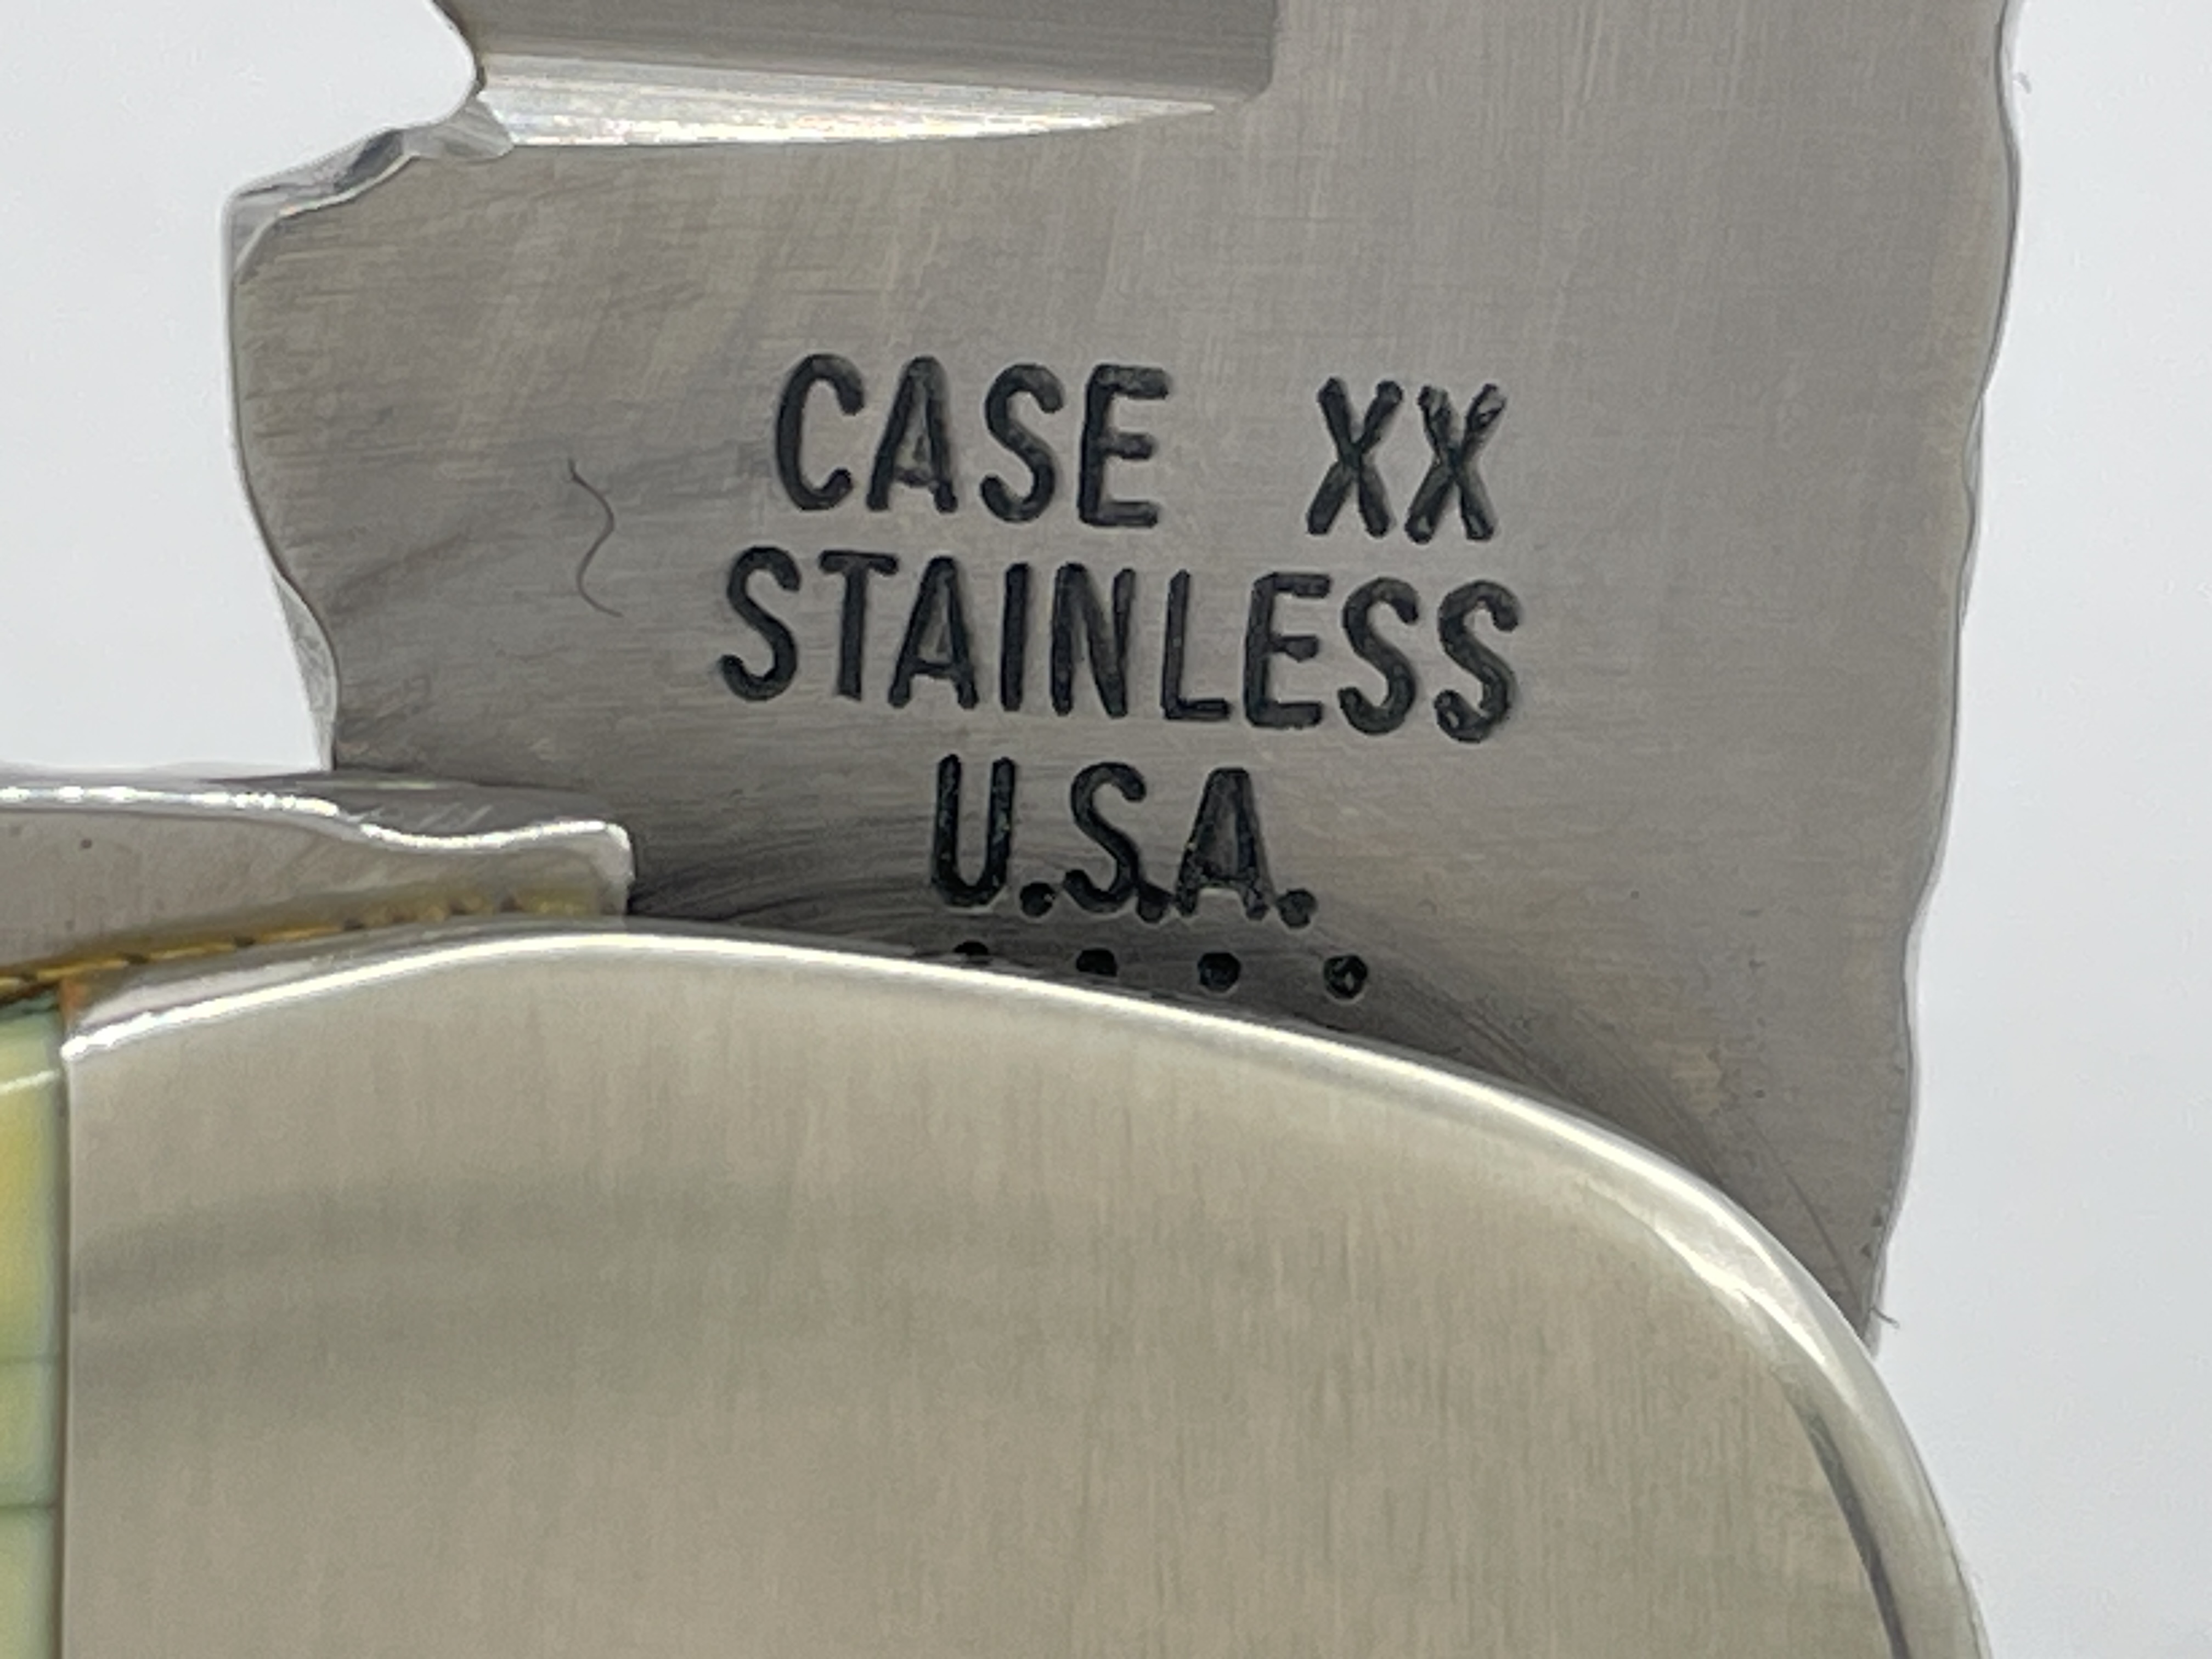 CASE XX
STAINLESS
U.S.A.
. . . .